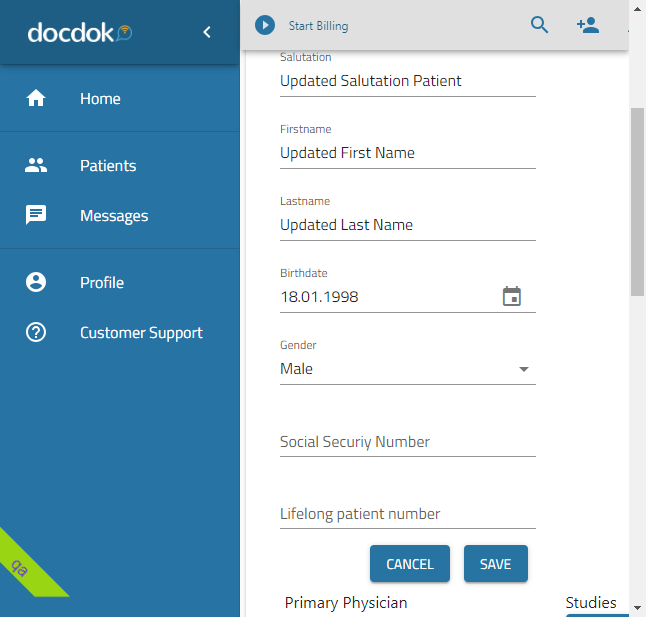 docdok
Start Billing
Home
Patients
Messages
Profile
Customer Support
qa
Salutation
Updated Salutation Patient
Firstname
Updated First Name
Lastname
Updated Last Name
Birthdate
18.01.1998
Gender
Male
Social Securiy Number
Lifelong patient number
CANCEL SAVE
Primary Physician Studies